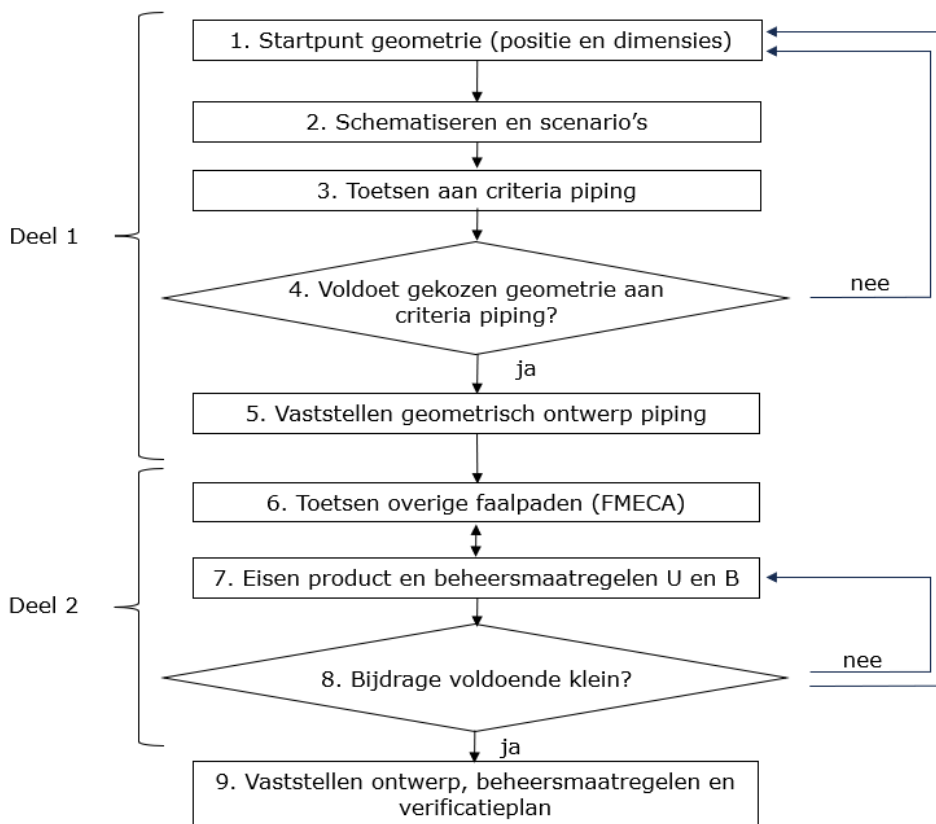 1. Startpunt geometrie (positie en dimensies)
2. Schematiseren en scenario's
3. Toetsen aan criteria piping
Deel 1
4. Voldoet gekozen geometrie aan
criteria piping?
nee
ja
5. Vaststellen geometrisch ontwerp piping
6. Toetsen overige faalpaden (FMECA)
7. Eisen product en beheersmaatregelen U en B
Deel 2
nee
8. Bijdrage voldoende klein?
ja
9. Vaststellen ontwerp, beheersmaatregelen en
verificatieplan